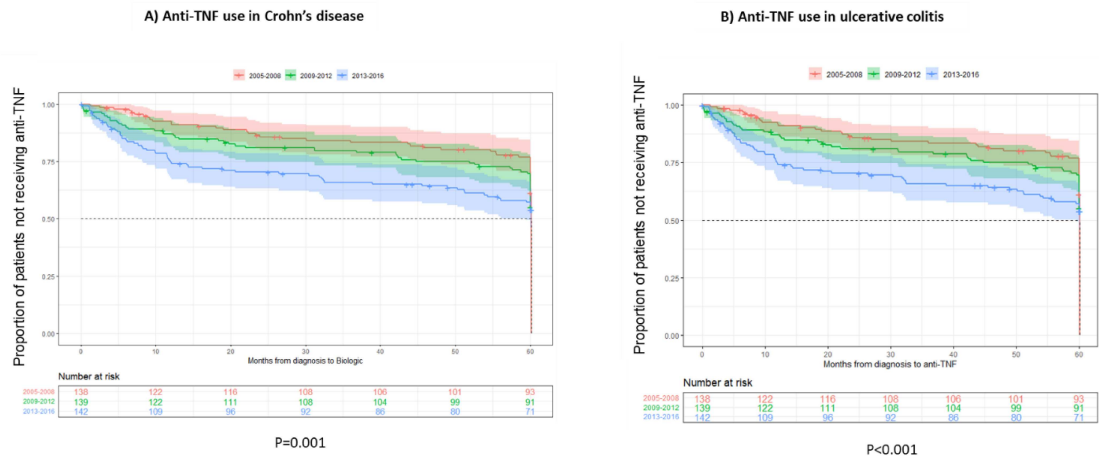 A) Anti-TNF use in Crohn’s disease
2005-2008 2009-2012 2013-2016
Proportion of patients not receiving anti-TNF
1.00
0.75
0.50
0.25
0.00
0 10 20 30 40 50 60
Months from diagnosis to Biologic
Number at risk
2005-2008 138 122 116 108 106 101 93
2009-2012 139 122 111 108 104 99 91
2013-2016 142 109 96 92 86 80 71
P=0.001
B) Anti-TNF use in ulcerative colitis
2005-2008 2009-2012 2013-2016
Proportion of patients not receiving anti-TNF
1.00
0.75
0.50
0.25
0.00
0 10 20 30 40 50 60
Months from diagnosis to anti-TNF
Number at risk
2005-2008 138 122 116 108 106 101 93
2009-2012 139 122 111 108 104 99 91
2013-2016 142 109 96 92 86 80 71
P<0.001